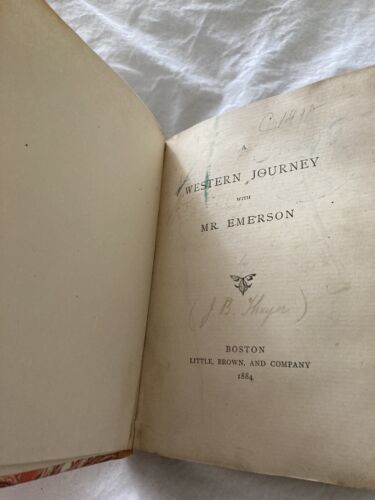 A
WESTERN JOURNEY
WITH
MR. EMERSON
(J B. Thayer)
BOSTON
LITTLE, BROWN, AND COMPANY
1884